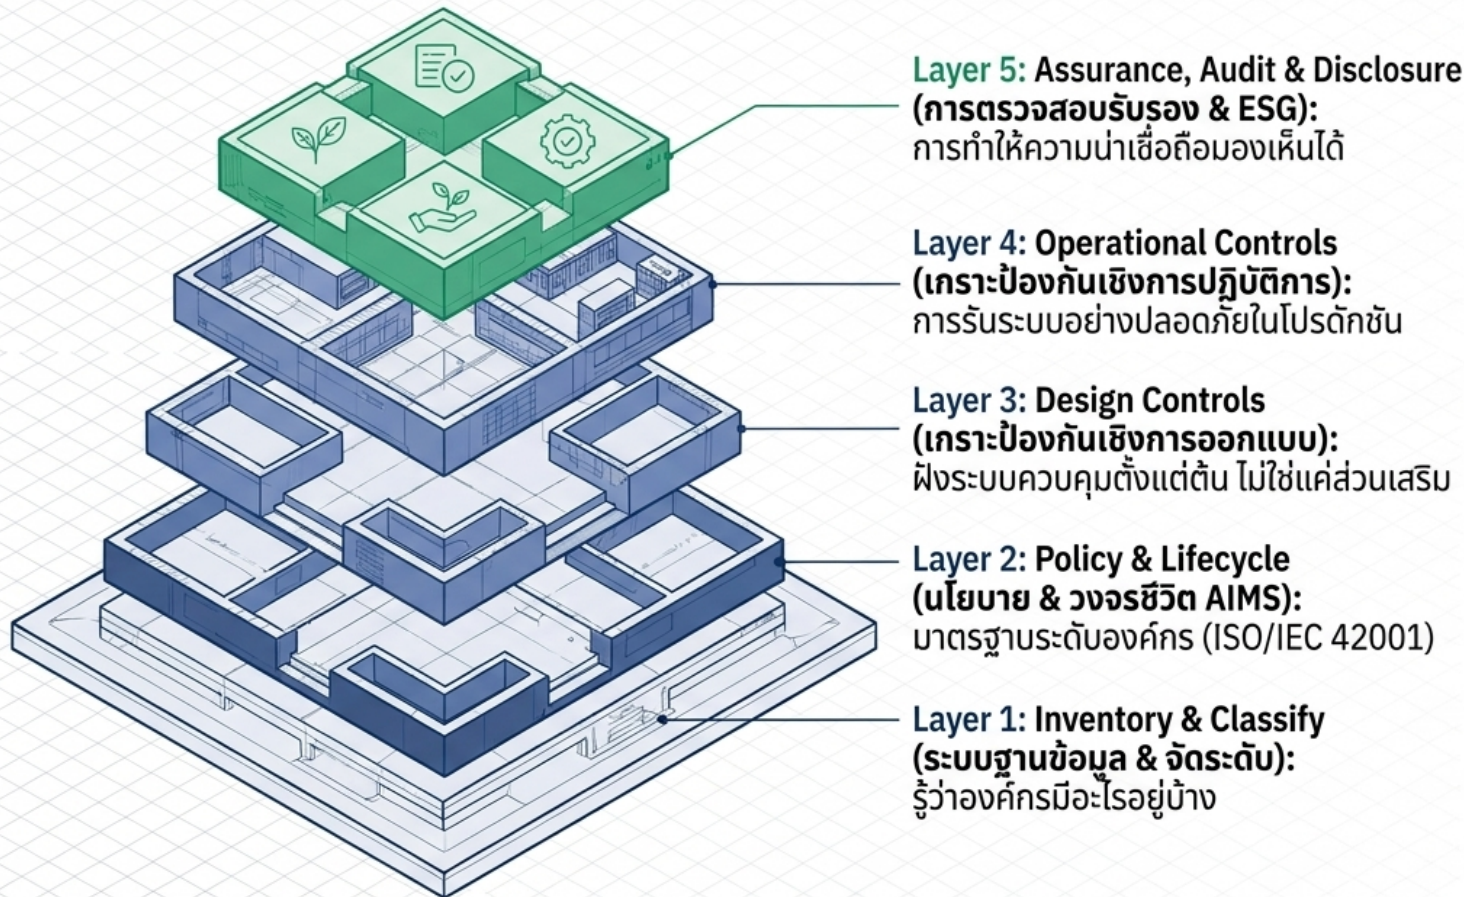 Layer 5: Assurance, Audit & Disclosure
(การตรวจสอบรับรอง & ESG):
การทำให้ความน่าเชื่อถือมองเห็นได้
Layer 4: Operational Controls
(เกราะป้องกันเชิงการปฏิบัติการ):
การรันระบบอย่างปลอดภัยในโปรดักชัน
Layer 3: Design Controls
(เกราะป้องกันเชิงการออกแบบ):
ฝังระบบควบคุมตั้งแต่ต้น ไม่ใช่แค่ส่วนเสริม
Layer 2: Policy & Lifecycle
(นโยบาย & วงจรชีวิต AIMS):
มาตรฐาบระดับองค์กร (ISO/IEC 42001)
Layer 1: Inventory & Classify
(ระบบฐานข้อมูล & จัดระดับ):
รู้ว่าองค์กรมีอะไรอยู่บ้าง